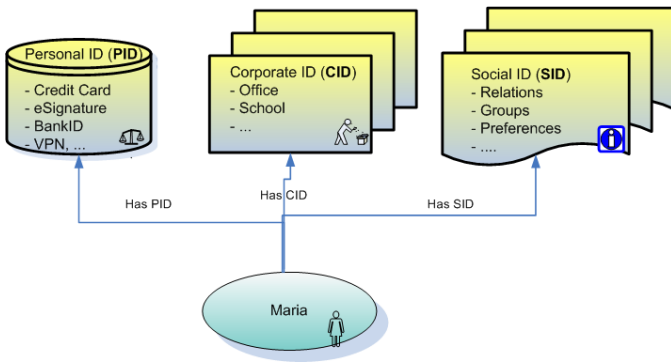 Personal ID (PID)
- Credit Card
- eSignature
- BankID
- VPN, ...
Corporate ID (CID)
- Office
- School
- ...
Social ID (SID)
- Relations
- Groups
- Preferences
- ....
Has PID
Has CID
Has SID
Maria